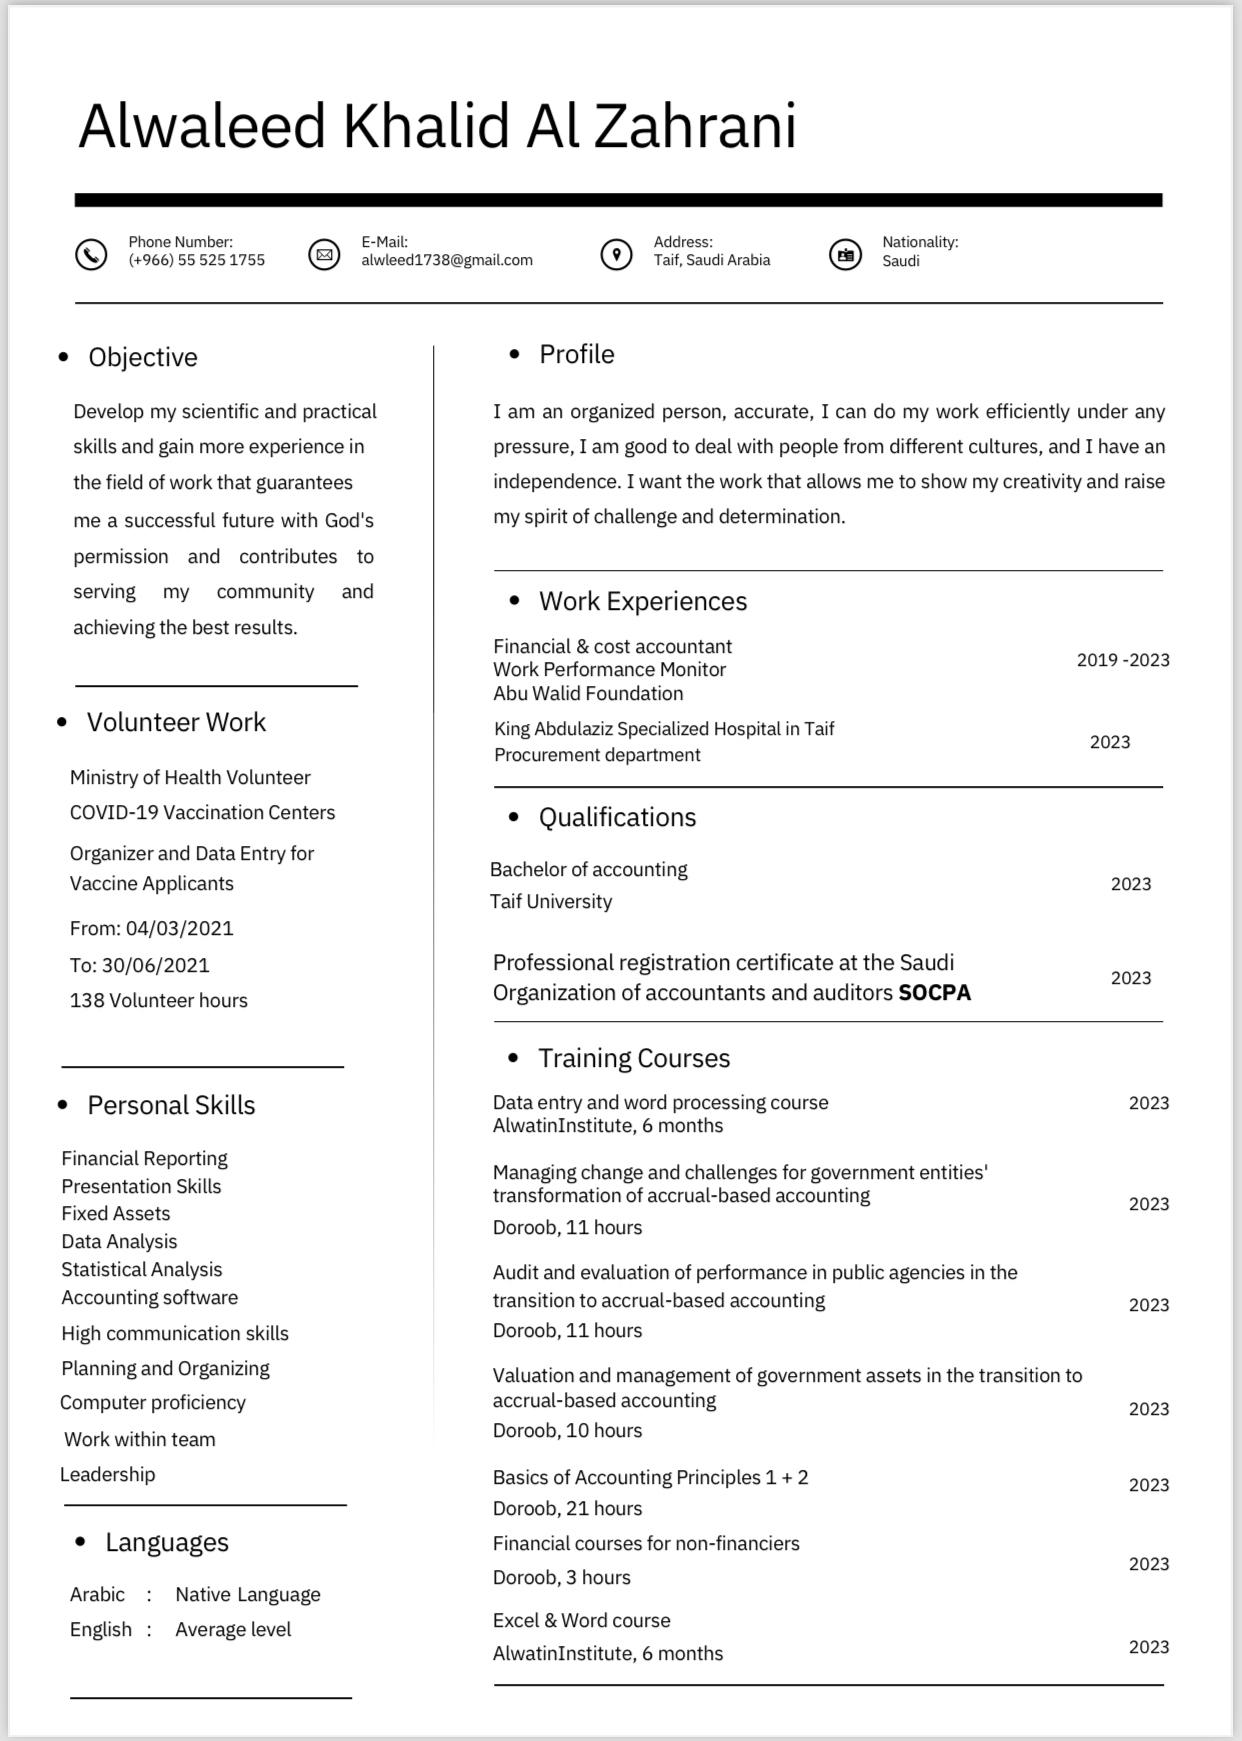 Alwaleed Khalid Al Zahrani
Phone Number:
(+966) 55 525 1755
E-Mail:
alwleed1738@gmail.com
Address:
Taif, Saudi Arabia
Nationality:
Saudi
• Objective
Develop my scientific and practical
skills and gain more experience in
the field of work that guarantees
me a successful future with God's
permission and contributes to
serving my community and
achieving the best results.
• Volunteer Work
Ministry of Health Volunteer
COVID-19 Vaccination Centers
Organizer and Data Entry for
Vaccine Applicants
From: 04/03/2021
To: 30/06/2021
138 Volunteer hours
• Personal Skills
Financial Reporting
Presentation Skills
Fixed Assets
Data Analysis
Statistical Analysis
Accounting software
High communication skills
Planning and Organizing
Computer proficiency
Work within team
Leadership
• Languages
Arabic : Native Language
English : Average level
• Profile
I am an organized person, accurate, I can do my work efficiently under any
pressure, I am good to deal with people from different cultures, and I have an
independence. I want the work that allows me to show my creativity and raise
my spirit of challenge and determination.
• Work Experiences
Financial & cost accountant
Work Performance Monitor
Abu Walid Foundation
2019 -2023
King Abdulaziz Specialized Hospital in Taif
Procurement department
2023
• Qualifications
Bachelor of accounting
Taif University
2023
Professional registration certificate at the Saudi
Organization of accountants and auditors SOCPA
2023
• Training Courses
Data entry and word processing course
AlwatinInstitute, 6 months
2023
Managing change and challenges for government entities'
transformation of accrual-based accounting
Doroob, 11 hours
2023
Audit and evaluation of performance in public agencies in the
transition to accrual-based accounting
Doroob, 11 hours
2023
Valuation and management of government assets in the transition to
accrual-based accounting
Doroob, 10 hours
2023
Basics of Accounting Principles 1 + 2
Doroob, 21 hours
2023
Financial courses for non-financiers
Doroob, 3 hours
2023
Excel & Word course
AlwatinInstitute, 6 months
2023